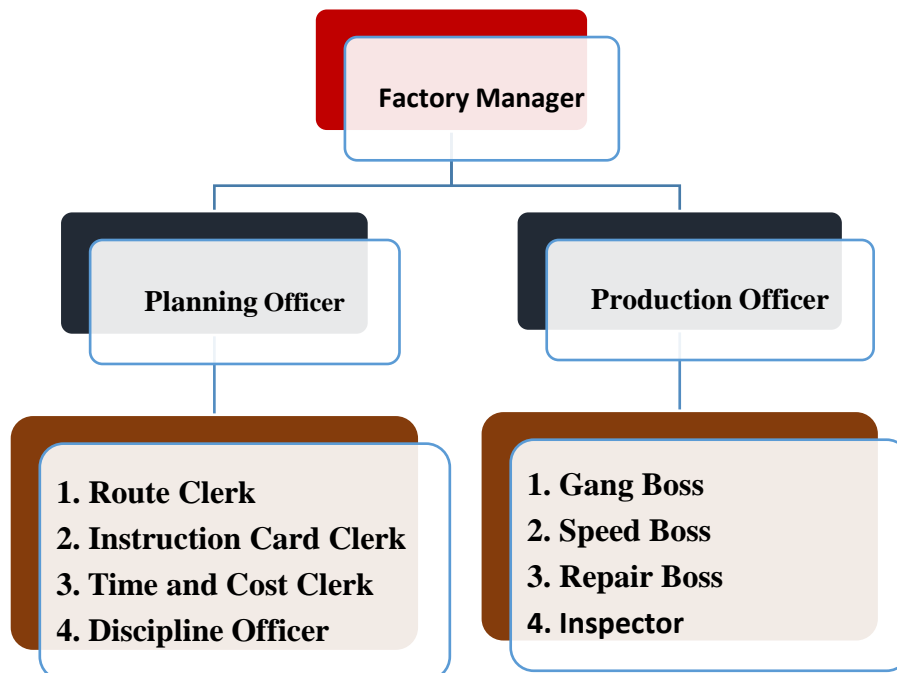 Factory Manager
Planning Officer
Production Officer
1. Route Clerk
2. Instruction Card Clerk
3. Time and Cost Clerk
4. Discipline Officer
1. Gang Boss
2. Speed Boss
3. Repair Boss
4. Inspector